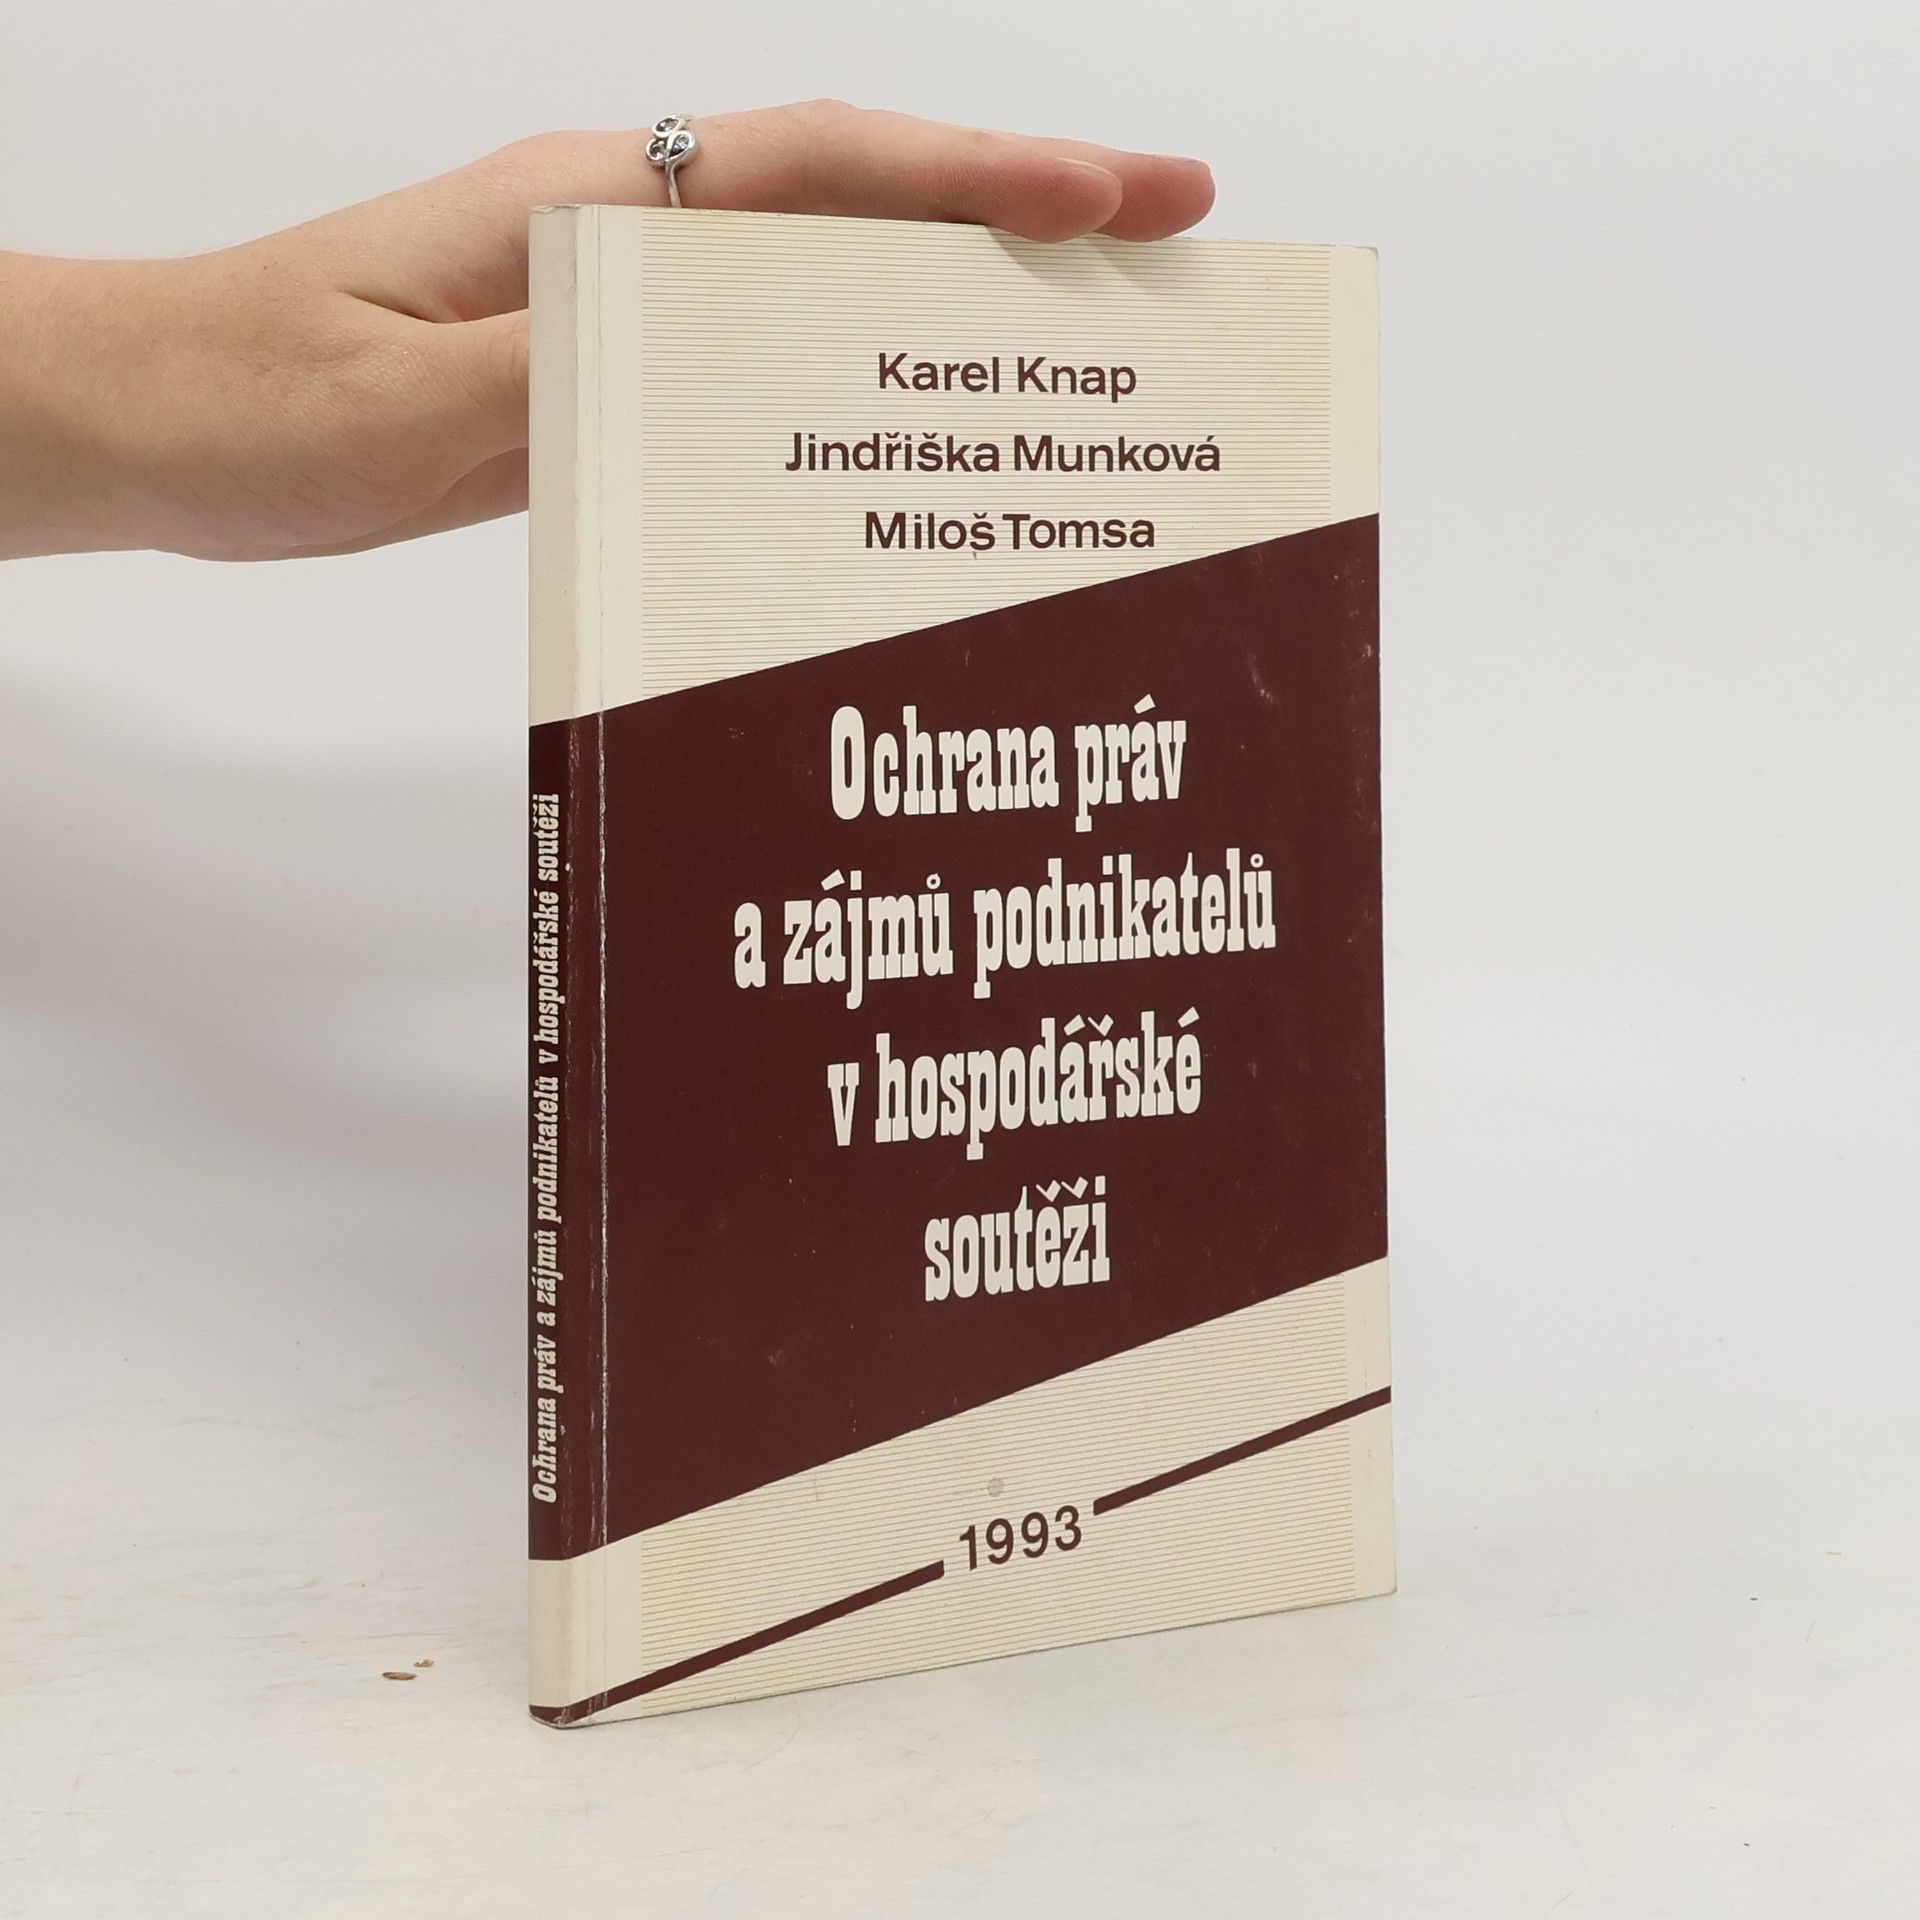 Karel Knap
Jindřiška Munková
Miloš Tomsa
Ochrana práv
a zájmů podnikatelů
v hospodářské
soutěži
1993
Ochrana práv a zájmů podnikatelů v hospodářské soutěži